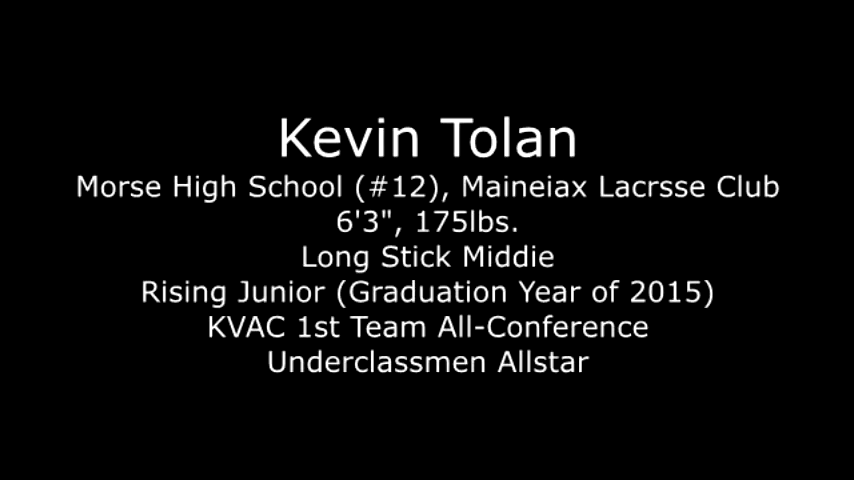 Kevin Tolan
Morse High School (#12), Maineiax Lacrsse Club
6'3", 175lbs.
Long Stick Middie
Rising Junior (Graduation Year of 2015)
KVAC 1st Team All-Conference
Underclassmen Allstar